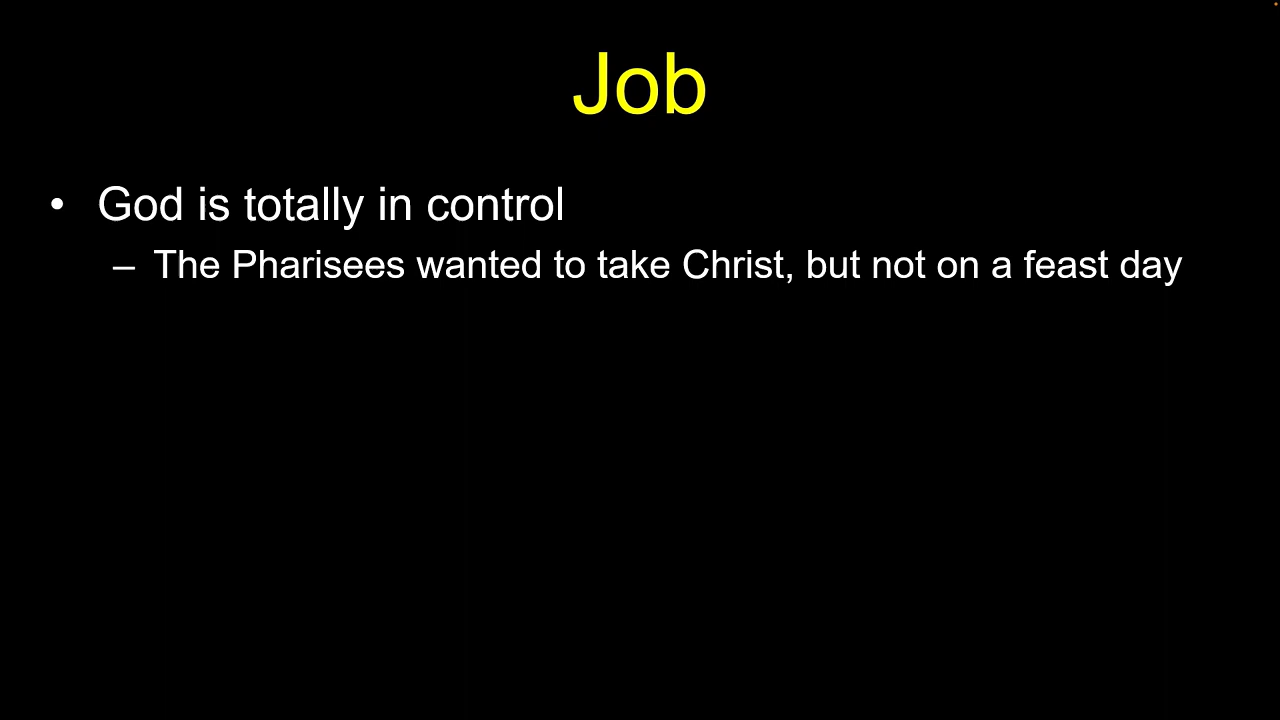 Job
• God is totally in control
– The Pharisees wanted to take Christ, but not on a feast day